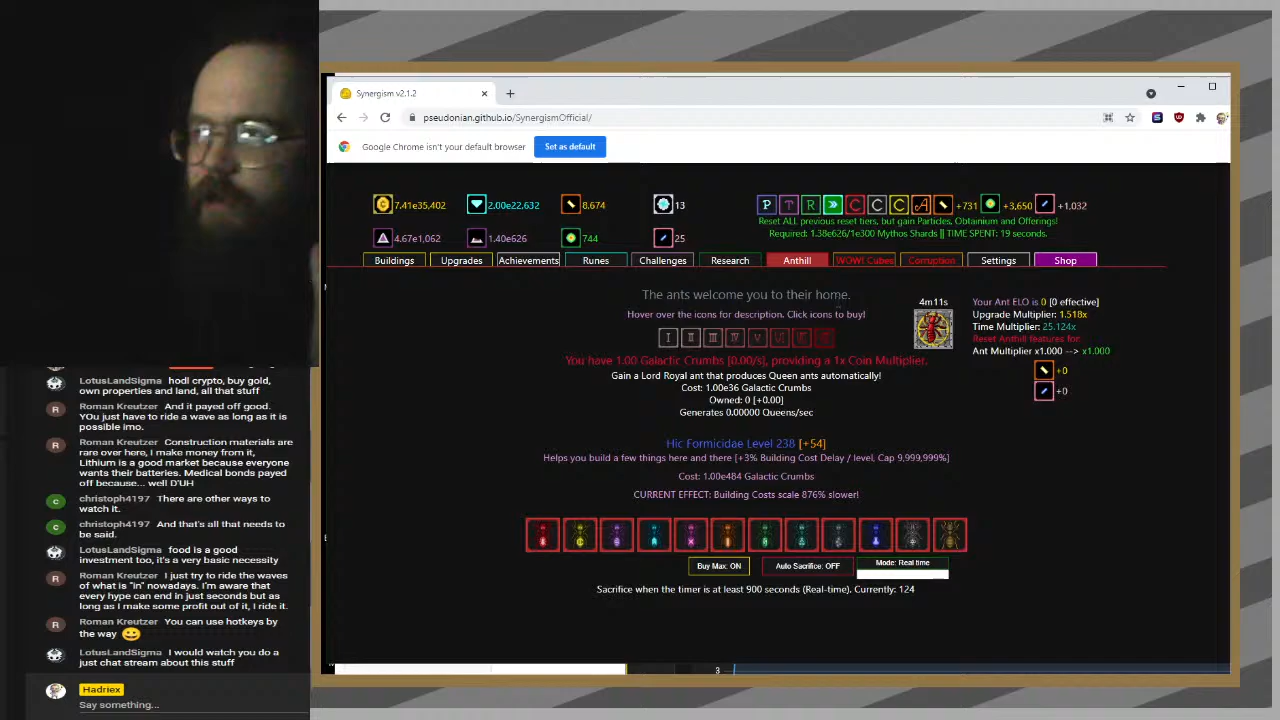 Synergism v2.1.2
pseudonian.github.io/SynergismOfficial/
Google Chrome isn't your default browser
Set as default
7.41e35,402
2.00e22,632
8,674
13
+731
+3,650
+1,032
Reset ALL previous reset tiers, but gain Particles, Obtainium and Offerings!
Required: 1.38e626/1e300 Mythos Shards || TIME SPENT: 19 seconds.
4.67e1,062
1.40e626
744
25
Buildings
Upgrades
Achievements
Runes
Challenges
Research
Anthill
WOW! Cubes
Corruption
Settings
Shop
The ants welcome you to their home.
Hover over the icons for description. Click icons to buy!
You have 1.00 Galactic Crumbs [0.00/s], providing a 1x Coin Multiplier.
Gain a Lord Royal ant that produces Queen ants automatically!
Cost: 1.00e36 Galactic Crumbs
Owned: 0 [+0.00]
Generates 0.00000 Queens/sec
4m11s
Your Ant ELO is 0 [0 effective]
Upgrade Multiplier: 1.518x
Time Multiplier: 25.124x
Reset Anthill features for:
Ant Multiplier x1.000 --> x1.000
+0
+0
Hic Formicidae Level 238 [+54]
Helps you build a few things here and there [+3% Building Cost Delay / level, Cap 9,999,999%]
Cost: 1.00e484 Galactic Crumbs
CURRENT EFFECT: Building Costs scale 876% slower!
Buy Max: ON
Auto Sacrifice: OFF
Mode: Real time
Sacrifice when the timer is at least 900 seconds (Real-time). Currently: 124
3
LotusLandSigma hodl crypto, buy gold,
own properties and land, all that stuff
Roman Kreutzer And it payed off good.
YOu just have to ride a wave as long as it is
possible imo.
Roman Kreutzer Construction materials are
rare over here, I make money from it,
Lithium is a good market because everyone
wants their batteries. Medical bonds payed
off because... well D'UH
christoph4197 There are other ways to
watch it.
christoph4197 And that's all that needs to
be said.
LotusLandSigma food is a good
investment too, it's a very basic necessity
Roman Kreutzer I just try to ride the waves
of what is "in" nowadays. I'm aware that
every hype can end in just seconds but as
long as I make some profit out of it, I ride it.
Roman Kreutzer You can use hotkeys by
the way 😀
LotusLandSigma I would watch you do a
just chat stream about this stuff
Hadriex
Say something...